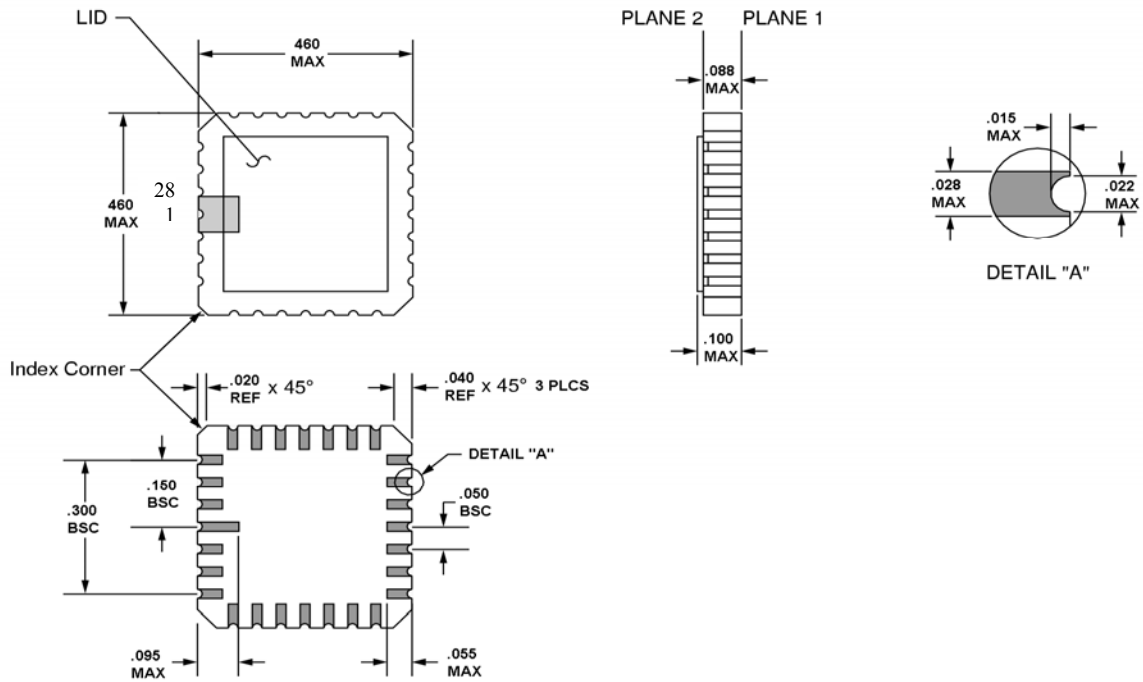 LID
460
MAX
460
MAX
28
1
PLANE 2
PLANE 1
.088
MAX
.100
MAX
.015
MAX
.028
MAX
.022
MAX
DETAIL "A"
Index Corner
.020
REF
x 45°
.040
REF
x 45° 3 PLCS
DETAIL "A"
.150
BSC
.300
BSC
.050
BSC
.095
MAX
.055
MAX